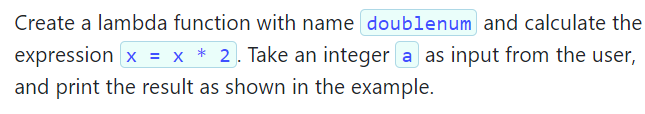 Create a lambda function with name doublenum and calculate the
expression x = x * 2. Take an integer a as input from the user,
and print the result as shown in the example.